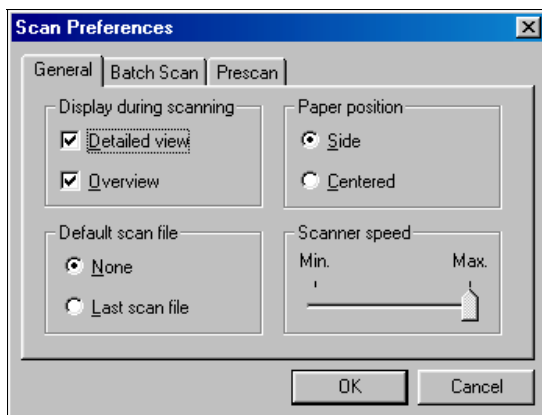 Scan Preferences
General Batch Scan Prescan
Display during scanning
Detailed view
Overview
Paper position
Side
Centered
Default scan file
None
Last scan file
Scanner speed
Min. Max.
OK Cancel